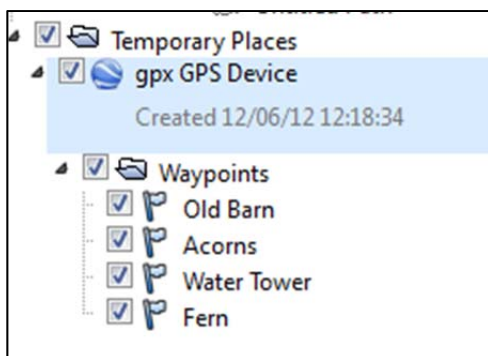 Temporary Places
gpx GPS Device
Created 12/06/12 12:18:34
Waypoints
Old Barn
Acorns
Water Tower
Fern